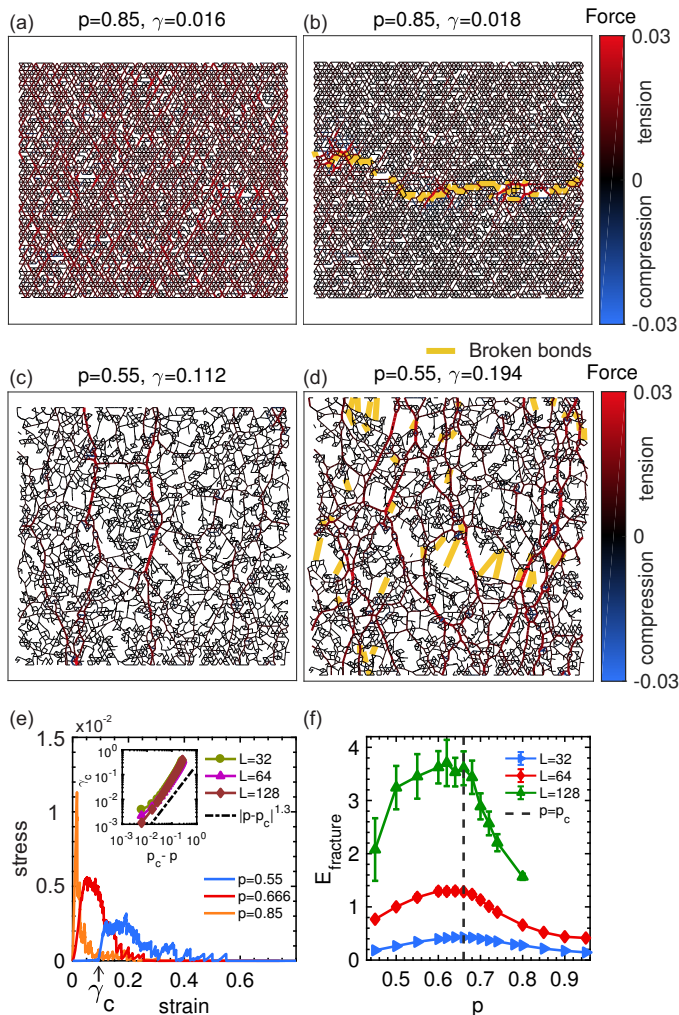 (a) p=0.85, γ=0.016
(b) p=0.85, γ=0.018
Force
0.03
tension
0
compression
-0.03
Broken bonds
(c) p=0.55, γ=0.112
(d) p=0.55, γ=0.194
Force
0.03
tension
0
compression
-0.03
(e)
×10⁻²
1.5
1
0.5
0
stress
0 0.2 0.4 0.6
γc
strain
γc
10⁰
10⁻¹
10⁻²
10⁻³
10⁻³ 10⁻² 10⁻¹ 10⁰
pc - p
L=32
L=64
L=128
|p-pc|^1.3
p=0.55
p=0.666
p=0.85
(f)
4
3
2
1
0
Efracture
L=32
L=64
L=128
p=pc
0.5 0.6 0.7 0.8 0.9
p